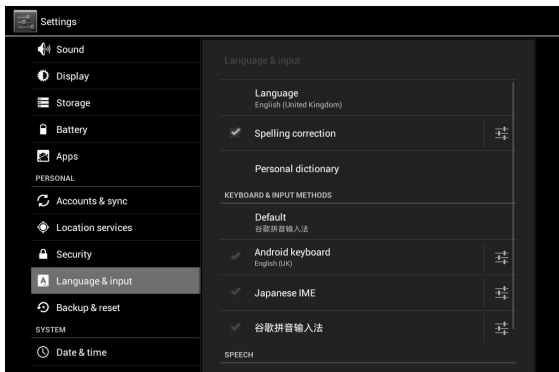 Settings
Sound
Display
Storage
Battery
Apps
PERSONAL
Accounts & sync
Location services
Security
A Language & input
Backup & reset
SYSTEM
Date & time
Language & input
Language
English (United Kingdom)
Spelling correction
Personal dictionary
KEYBOARD & INPUT METHODS
Default
谷歌拼音输入法
Android keyboard
English (UK)
Japanese IME
谷歌拼音输入法
SPEECH